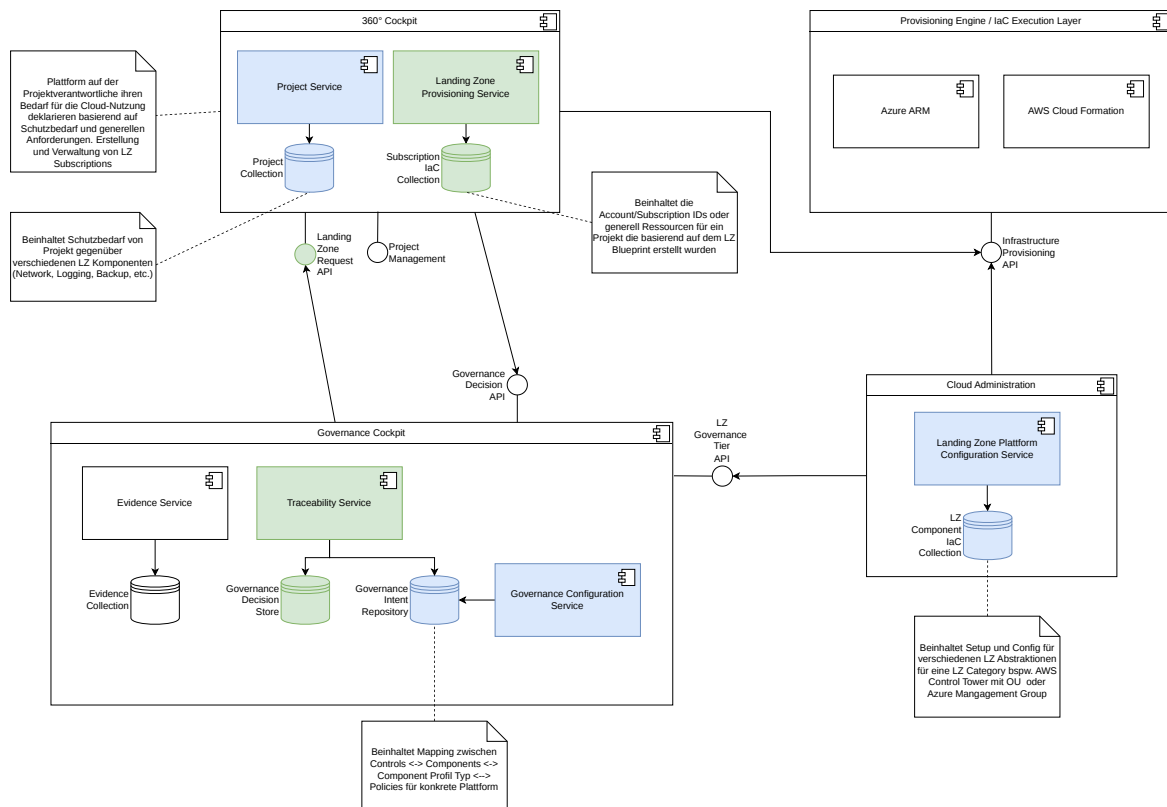 360° Cockpit
Provisioning Engine / IaC Execution Layer
Plattform auf der
Projektverantwortliche ihren
Bedarf für die Cloud-Nutzung
deklarieren basierend auf
Schutzbedarf und generellen
Anforderungen. Erstellung
und Verwaltung von LZ
Subscriptions
Project Service
Landing Zone
Provisioning Service
Azure ARM
AWS Cloud Formation
Project
Collection
Subscription
IaC
Collection
Beinhaltet Schutzbedarf von
Projekt gegenüber
verschiedenen LZ Komponenten
(Network, Logging, Backup, etc.)
Landing
Zone
Request
API
Project
Management
Beinhaltet die
Account/Subscription IDs oder
generell Ressourcen für ein
Projekt die basierend auf dem LZ
Blueprint erstellt wurden
Infrastructure
Provisioning
API
Governance
Decision
API
Cloud Administration
Landing Zone Plattform
Configuration Service
LZ
Component
IaC
Collection
Governance Cockpit
LZ
Governance
Tier
API
Evidence Service
Traceability Service
Evidence
Collection
Governance
Decision
Store
Governance
Intent
Repository
Governance Configuration
Service
Beinhaltet Setup und Config für
verschiedenen LZ Abstraktionen
für eine LZ Category bspw. AWS
Control Tower mit OU oder
Azure Mangagement Group
Beinhaltet Mapping zwischen
Controls <-> Components <->
Component Profil Typ <-->
Policies für konkrete Plattform